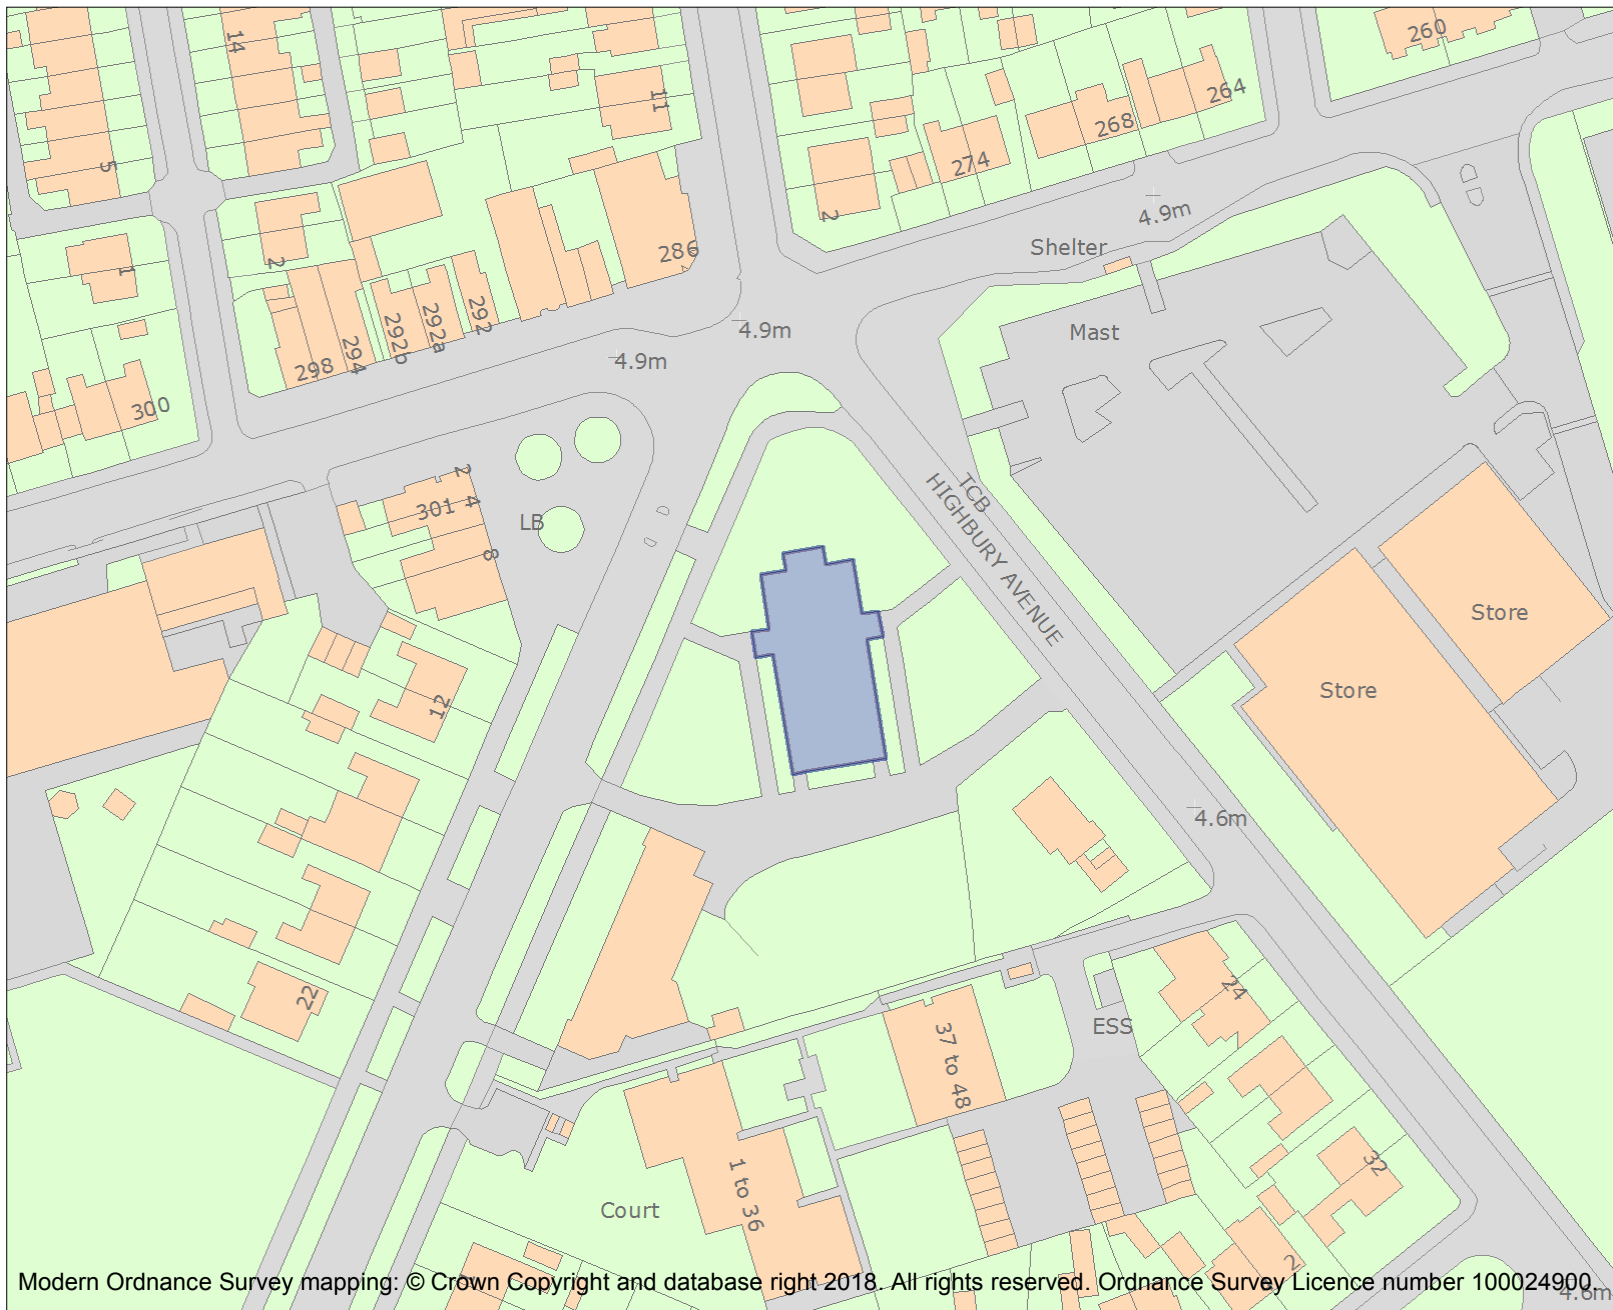 14
11
260
264
268
274
5
2
4.9m
286
Shelter
1
2
292
292a
292b
294
298
4.9m
4.9m
Mast
300
2
4
301
8
LB
TCB
HIGHBURY AVENUE
Store
Store
12
4.6m
22
24
ESS
37 to 48
1 to 36
32
Court
2
4.6m
Modern Ordnance Survey mapping: © Crown Copyright and database right 2018. All rights reserved. Ordnance Survey Licence number 100024900.